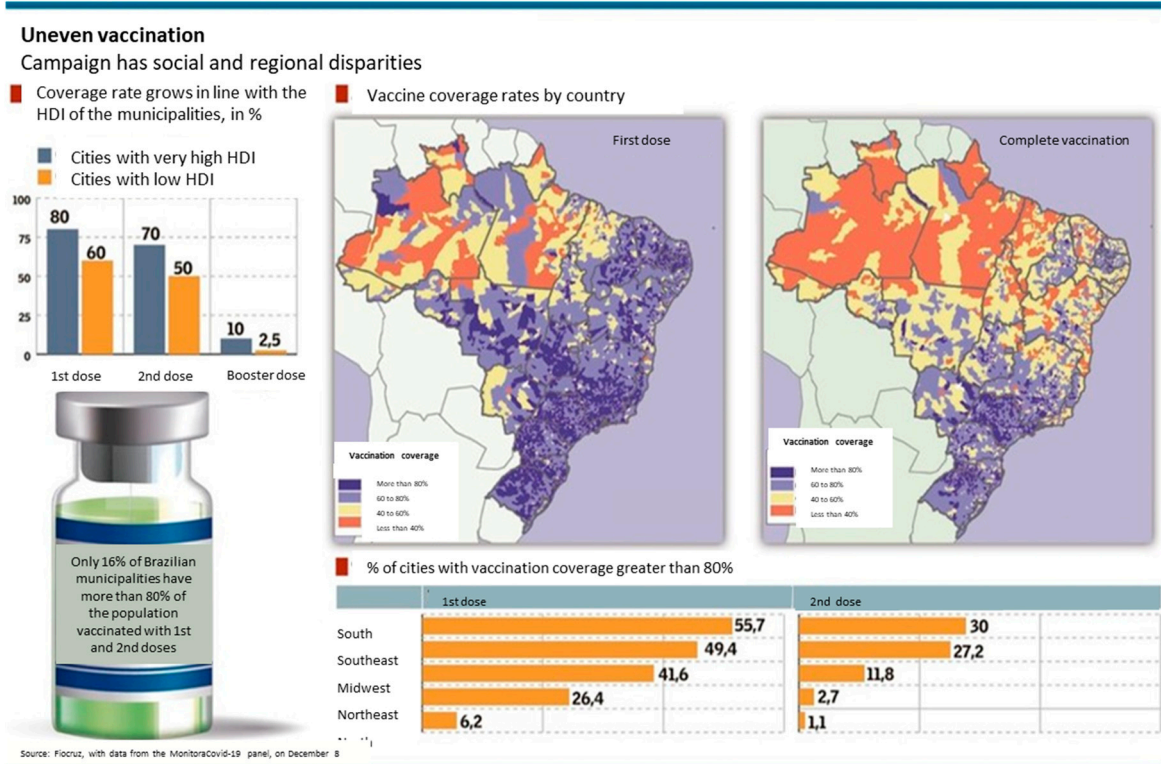 Uneven vaccination
Campaign has social and regional disparities
Coverage rate grows in line with the
HDI of the municipalities, in %
Cities with very high HDI
Cities with low HDI
100
75
50
25
0
80
60
70
50
10
2,5
1st dose
2nd dose
Booster dose
Only 16% of Brazilian
municipalities have
more than 80% of
the population
vaccinated with 1st
and 2nd doses
Vaccine coverage rates by country
First dose
Vaccination coverage
More than 80%
60 to 80%
40 to 60%
Less than 40%
Complete vaccination
Vaccination coverage
More than 80%
60 to 80%
40 to 60%
Less than 40%
% of cities with vaccination coverage greater than 80%
1st dose
2nd dose
South
55,7
30
Southeast
49,4
27,2
Midwest
41,6
11,8
Northeast
26,4
2,7
6,2
1,1
Source: Fiocruz, with data from the MonitoraCovid-19 panel, on December 8